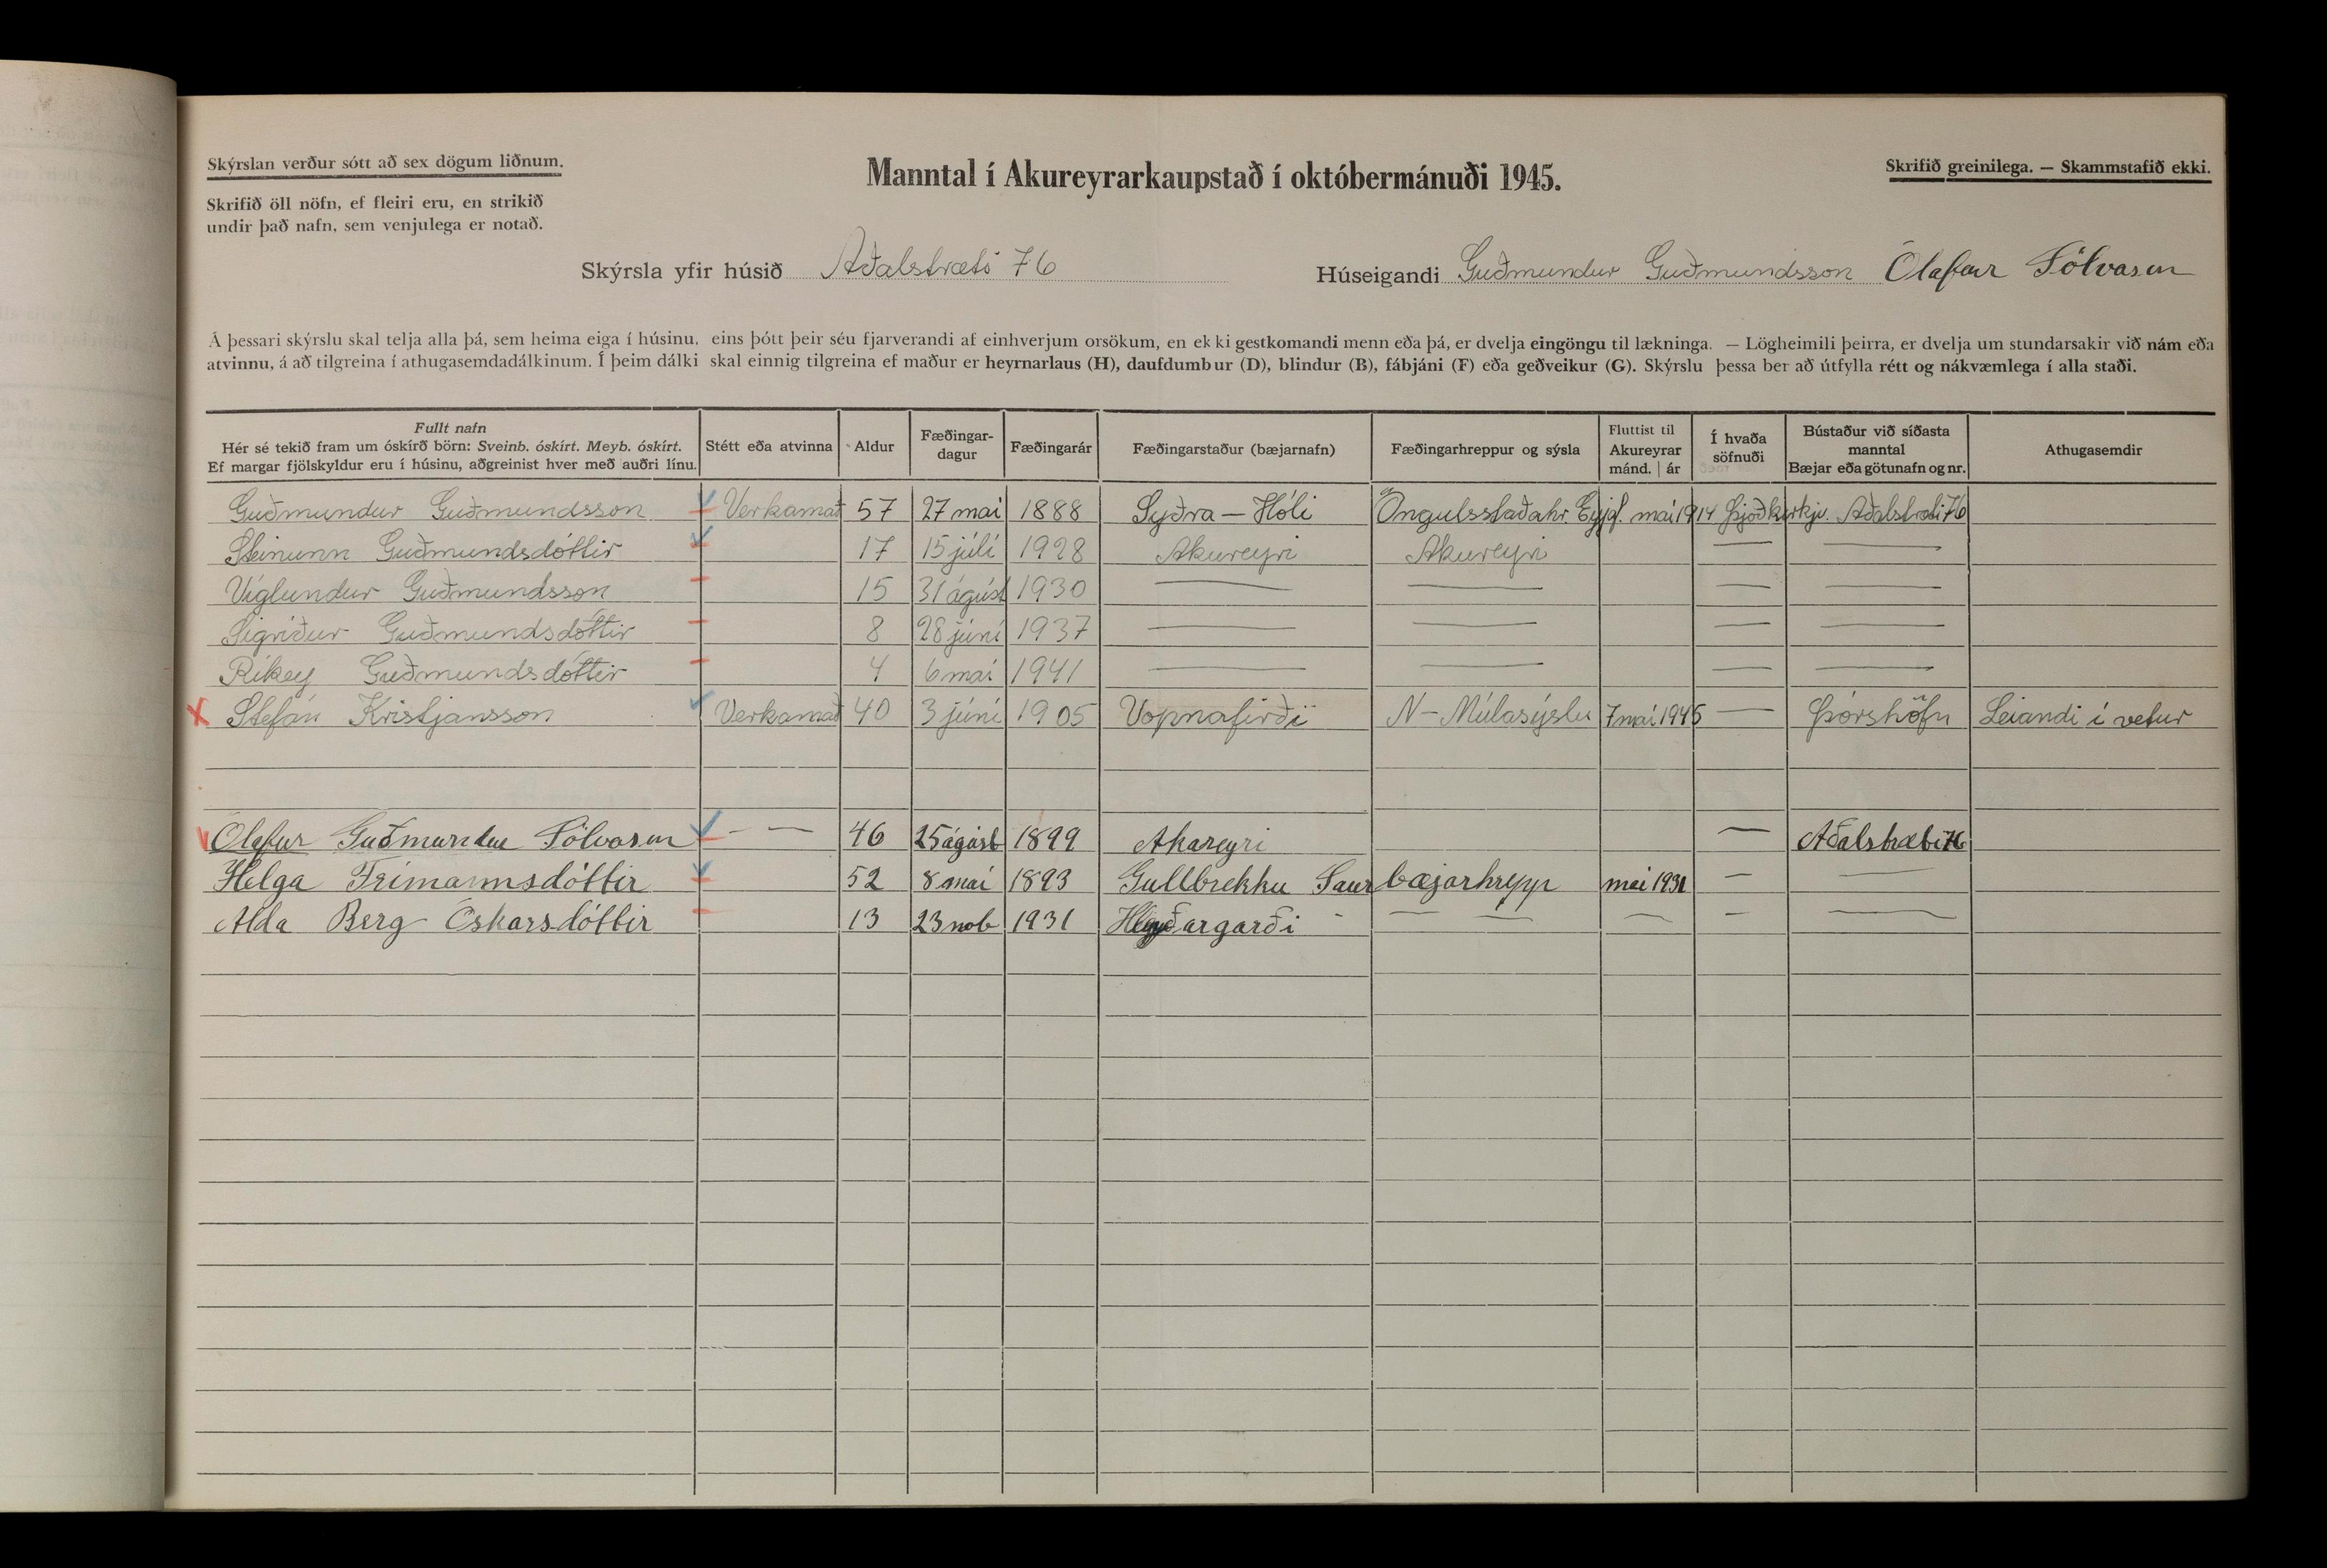 Skýrslan verður sótt að sex dögum liðnum.
Skrifið öll nöfn, ef fleiri eru, en strikið
undir það nafn, sem venjulega er notað.
Manntal í Akureyrarkaupstað í októbermánuði 1945.
Skrifið greinilega. — Skammstafið ekki.
Skýrsla yfir húsið Aðalstræti 76 Húseigandi Guðmundur Guðmundsson Ólafur Sölvason
Á þessari skýrslu skal telja alla þá, sem heima eiga í húsinu, eins þótt þeir séu fjarverandi af einhverjum orsökum, en ekki gestkomandi menn eða þá, er dvelja eingöngu til lækninga. — Lögheimili þeirra, er dvelja um stundarsakir við nám eða
atvinnu, á að tilgreina í athugasemdadálkinum. Í þeim dálki skal einnig tilgreina ef maður er heyrnarlaus (H), daufdumbur (D), blindur (B), fábjáni (F) eða geðveikur (G). Skýrslu þessa ber að útfylla rétt og nákvæmlega í alla staði.
Fullt nafn
Hér sé tekið fram um óskírð börn: Sveinb. óskírt. Meyb. óskírt.
Ef margar fjölskyldur eru í húsinu, aðgreinist hver með auðri línu.
Stétt eða atvinna
Aldur
Fæðingar-
dagur
Fæðingarár
Fæðingarstaður (bæjarnafn)
Fæðingarhreppur og sýsla
Fluttist til
Akureyrar
mánd. | ár
Í hvaða
söfnuði
Bústaður við síðasta
manntal
Bæjar eða götunafn og nr.
Athugasemdir
Guðmundur Guðmundsson Verkamað 57 27 mai 1888 Syðra – Hóli Öngulsstaðahr. Eyjaf. mai 1914 Þjóðkirkju. Aðalstræti 76
Steinunn Guðmundsdóttir 17 15 júlí 1928 Akureyri Akureyri — —
Víglundur Guðmundsson 15 31 ágúst 1930 — — — —
Sigríður Guðmundsdóttir 8 28 júní 1937 — — — —
Ríkey Guðmundsdóttir 4 6 mai 1941 — — — —
Stefán Kristjansson Verkamað 40 3 júní 1905 Vopnafirði N – Múlasýslu 7 mai 1945 — Þórshöfn Leiandi í vetur
Ólafur Guðmundur Sölvason — — 46 25 ágúst 1899 Akureyri — Aðalstræti 76
Helga Frímannsdóttir 52 8 mai 1893 Gullbrekku Saurbæjarhrepp mai 1931 — —
Alda Berg Óskarsdóttir 13 23 nob 1931 — — — — —